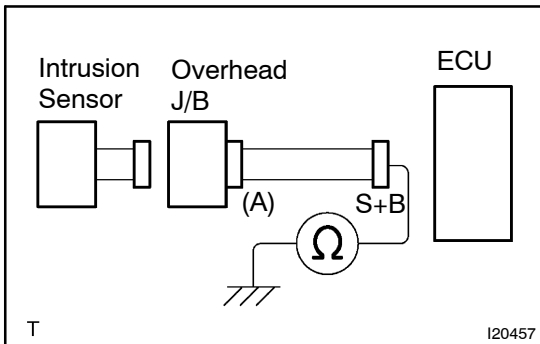 Intrusion
Sensor
Overhead
J/B
ECU
(A)
S+B
Ω
T
I20457